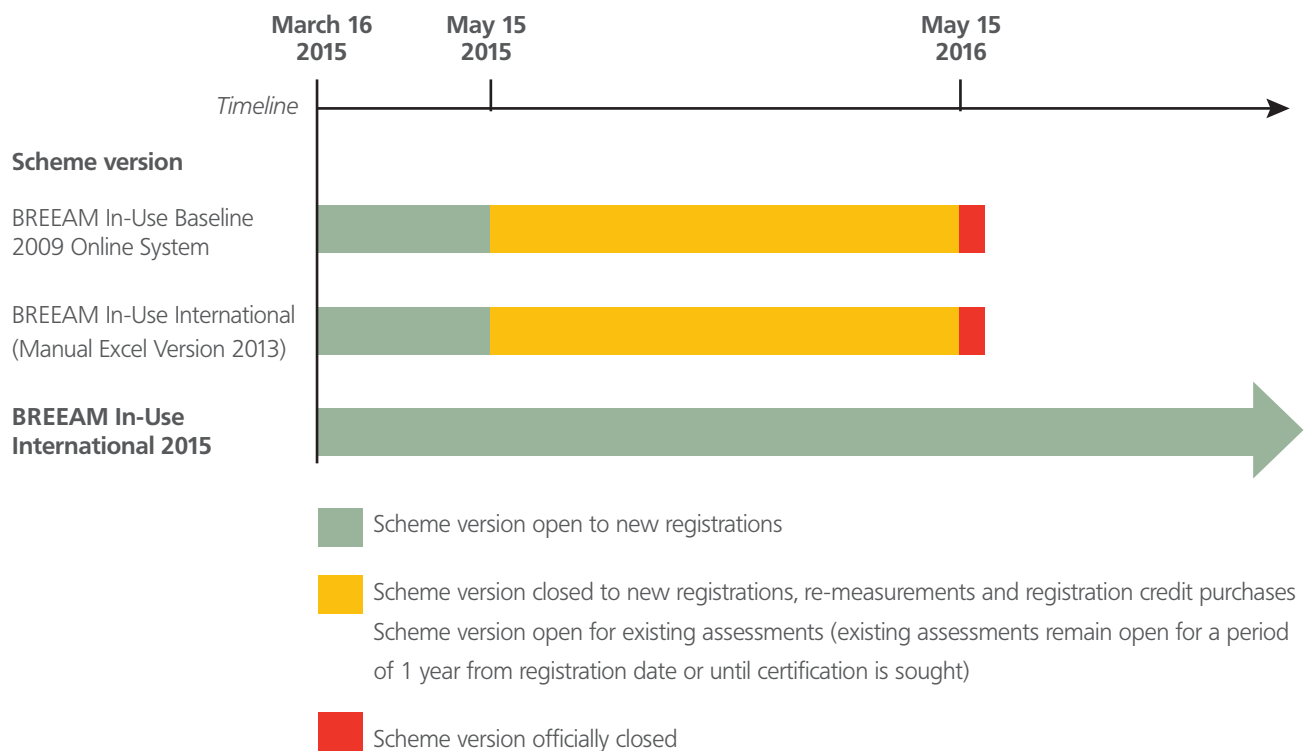 March 16
2015
May 15
2015
May 15
2016
Timeline
Scheme version
BREEAM In-Use Baseline
2009 Online System
BREEAM In-Use International
(Manual Excel Version 2013)
BREEAM In-Use
International 2015
Scheme version open to new registrations
Scheme version closed to new registrations, re-measurements and registration credit purchases
Scheme version open for existing assessments (existing assessments remain open for a period
of 1 year from registration date or until certification is sought)
Scheme version officially closed